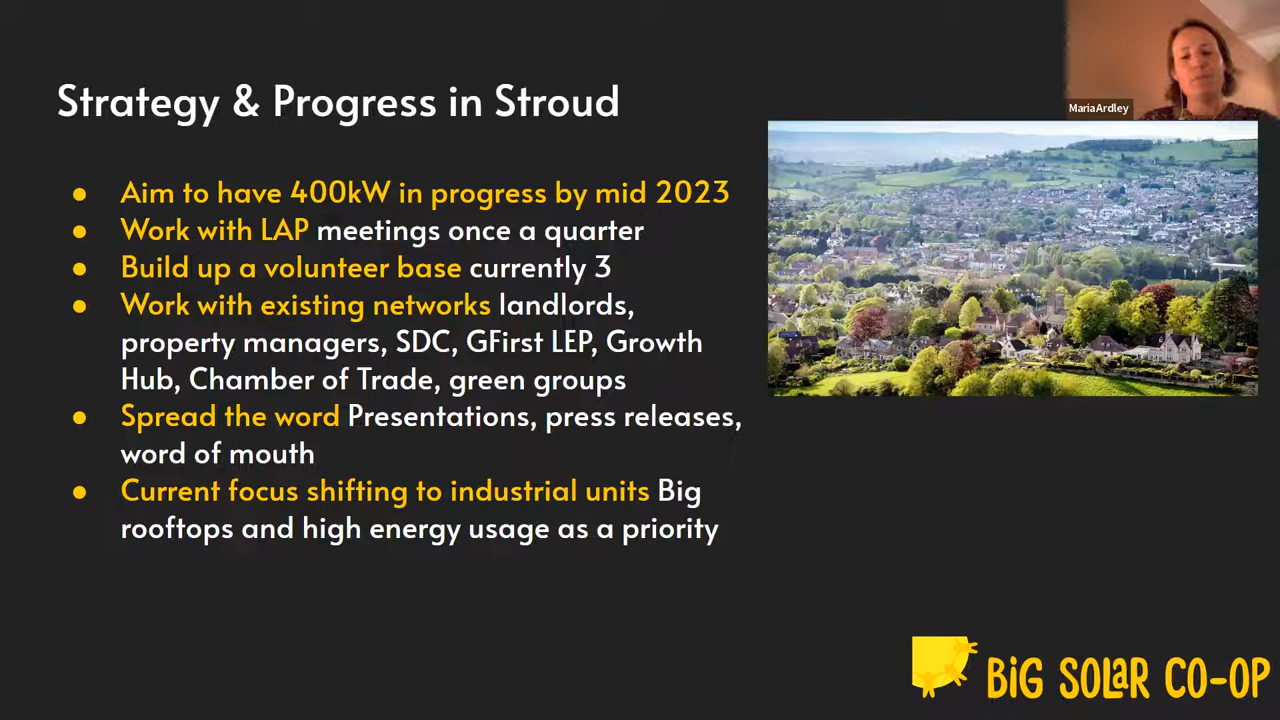 Maria Ardley
Strategy & Progress in Stroud
● Aim to have 400kW in progress by mid 2023
● Work with LAP meetings once a quarter
● Build up a volunteer base currently 3
● Work with existing networks landlords,
property managers, SDC, GFirst LEP, Growth
Hub, Chamber of Trade, green groups
● Spread the word Presentations, press releases,
word of mouth
● Current focus shifting to industrial units Big
rooftops and high energy usage as a priority
BiG SOLaR CO-OP